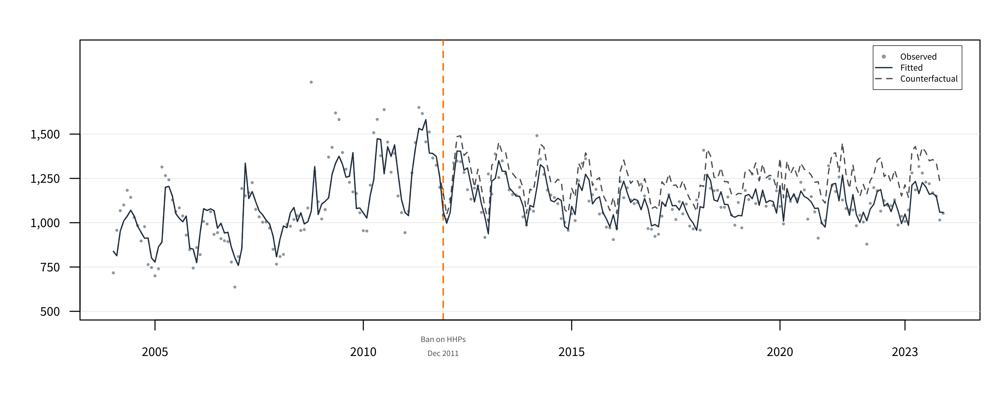 Observed
Fitted
Counterfactual
1,500
1,250
1,000
750
500
Ban on HHPs
Dec 2011
2005
2010
2015
2020
2023